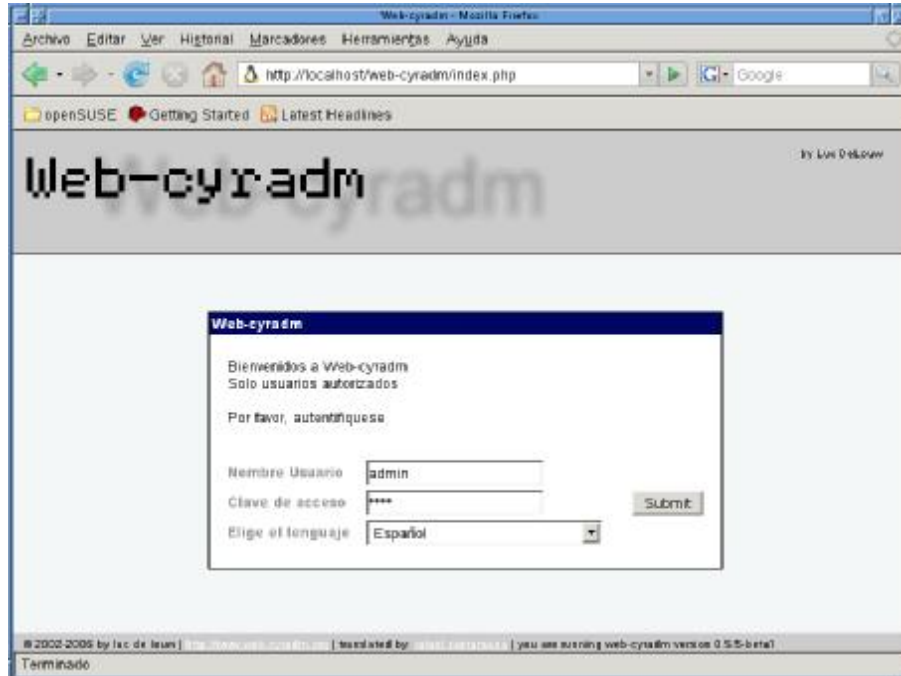 Web-cyradm - Mozilla Firefox
Archivo Editar Ver Historial Marcadores Herramientas Ayuda
http://localhost/web-cyradm/index.php
Google
openSUSE Getting Started Latest Headlines
Web-cyradm
by Luc DeLouw
Web-cyradm
Bienvenidos a Web-cyradm
Solo usuarios autorizados
Por favor, autentifiquese
Nombre Usuario admin
Clave de acceso ****
Submit
Elige el lenguaje Español
© 2002-2006 by luc de louw | | translated by | you are running web-cyradm version 0.5.5-beta1
Terminado